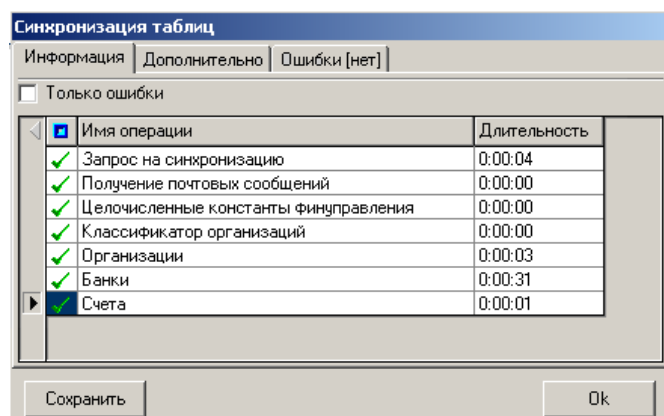 Синхронизация таблиц
Информация Дополнительно Ошибки [нет]
Только ошибки
Имя операции Длительность
Запрос на синхронизацию 0:00:04
Получение почтовых сообщений 0:00:00
Целочисленные константы финуправления 0:00:00
Классификатор организаций 0:00:00
Организации 0:00:03
Банки 0:00:31
Счета 0:00:01
Сохранить Ok